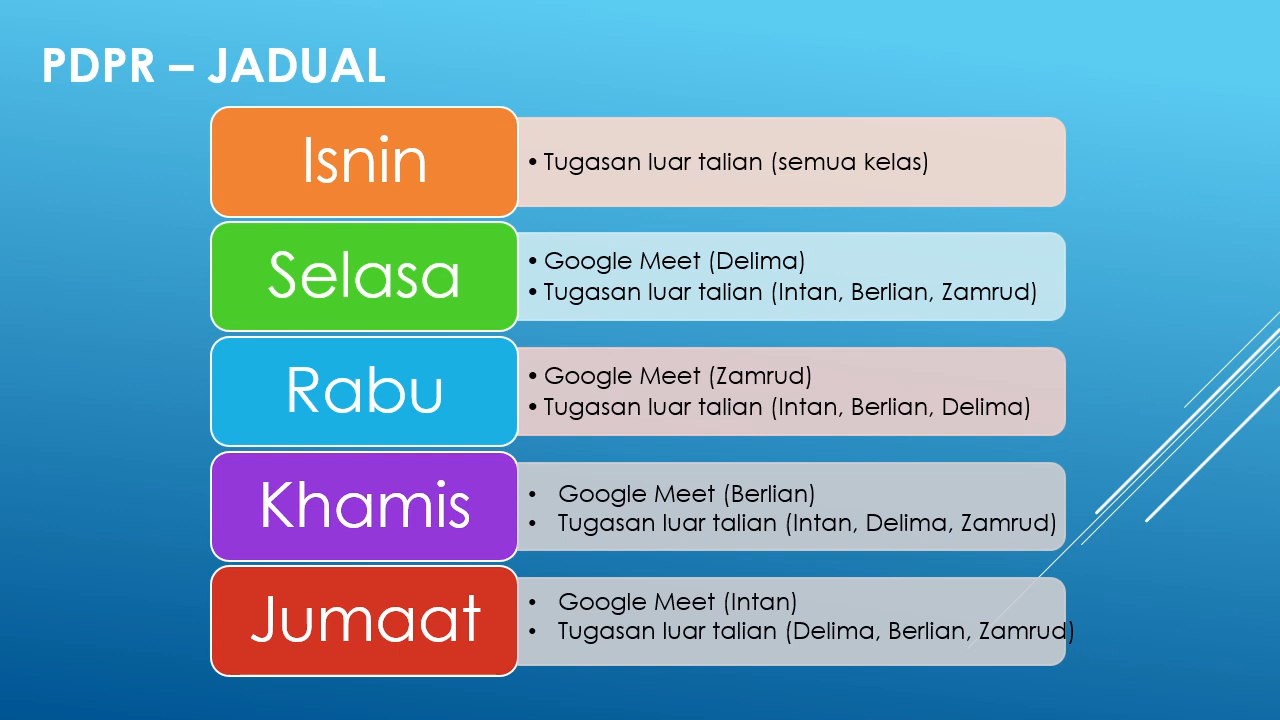 PDPR – JADUAL
Isnin
• Tugasan luar talian (semua kelas)
Selasa
• Google Meet (Delima)
• Tugasan luar talian (Intan, Berlian, Zamrud)
Rabu
• Google Meet (Zamrud)
• Tugasan luar talian (Intan, Berlian, Delima)
Khamis
• Google Meet (Berlian)
• Tugasan luar talian (Intan, Delima, Zamrud)
Jumaat
• Google Meet (Intan)
• Tugasan luar talian (Delima, Berlian, Zamrud)